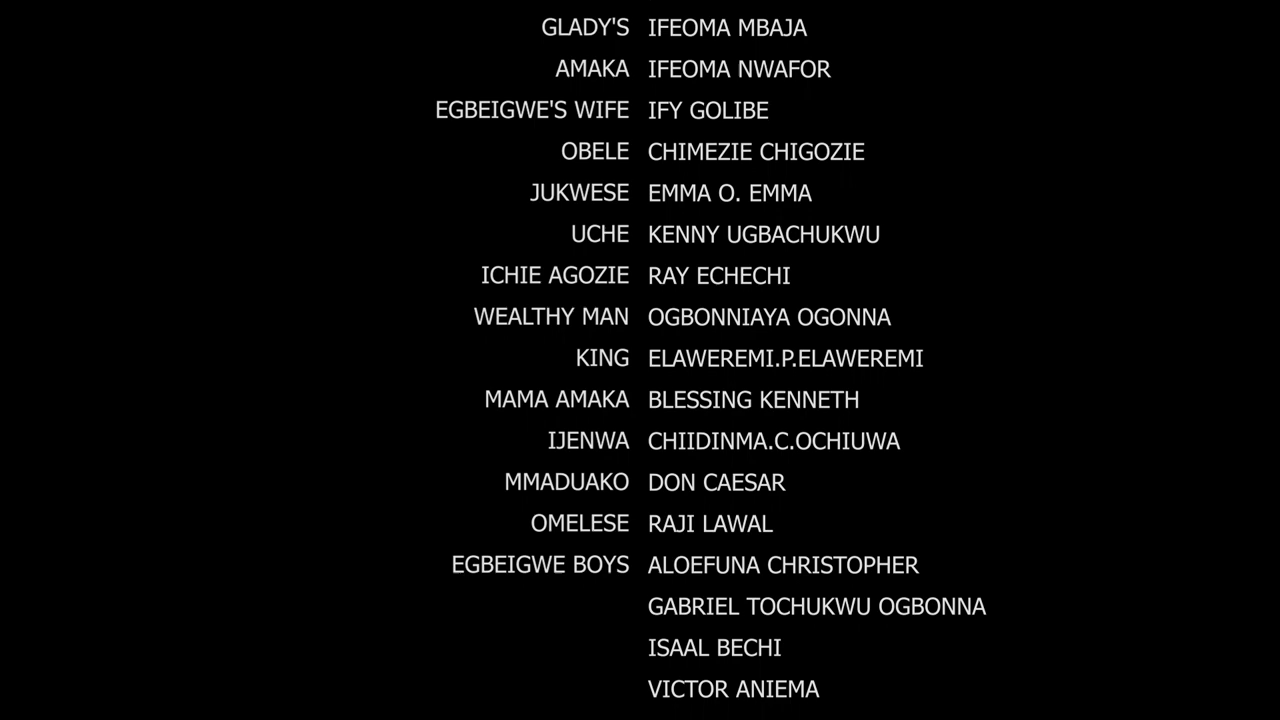 GLADY'S IFEOMA MBAJA
AMAKA IFEOMA NWAFOR
EGBEIGWE'S WIFE IFY GOLIBE
OBELE CHIMEZIE CHIGOZIE
JUKWESE EMMA O. EMMA
UCHE KENNY UGBACHUKWU
ICHIE AGOZIE RAY ECHECHI
WEALTHY MAN OGBONNIAYA OGONNA
KING ELAWEREMI.P.ELAWEREMI
MAMA AMAKA BLESSING KENNETH
IJENWA CHIIDINMA.C.OCHIUWA
MMADUAKO DON CAESAR
OMELESE RAJI LAWAL
EGBEIGWE BOYS ALOEFUNA CHRISTOPHER
GABRIEL TOCHUKWU OGBONNA
ISAAL BECHI
VICTOR ANIEMA